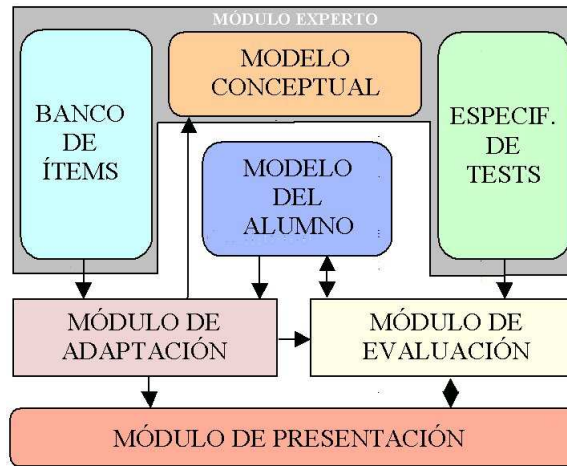 MÓDULO EXPERTO
BANCO
DE
ÍTEMS
MODELO
CONCEPTUAL
ESPECIF.
DE
TESTS
MODELO
DEL
ALUMNO
MÓDULO DE
ADAPTACIÓN
MÓDULO DE
EVALUACIÓN
MÓDULO DE PRESENTACIÓN